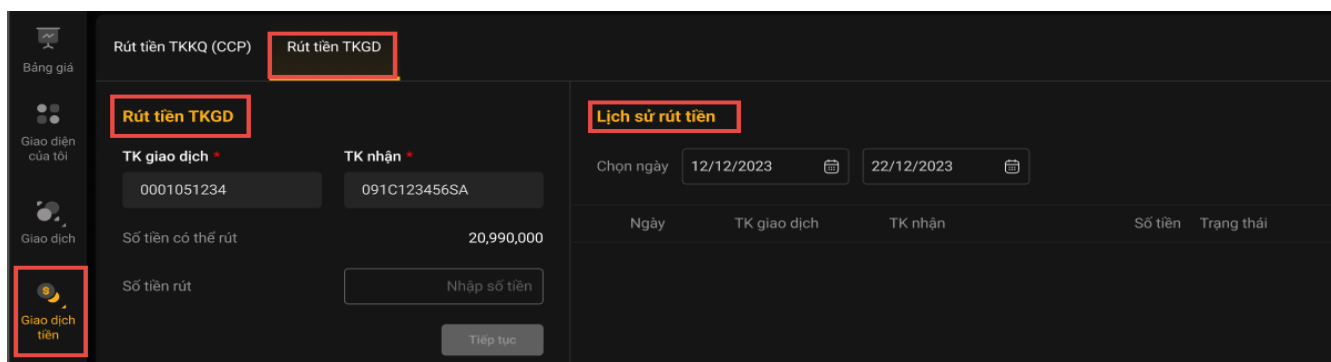 Bảng giá
Giao diện
của tôi
Giao dịch
S
Giao dịch
tiền
Rút tiền TKKQ (CCP)
Rút tiền TKGD
Rút tiền TKGD
TK giao dịch *
TK nhận *
0001051234
091C123456SA
Số tiền có thể rút
20,990,000
Số tiền rút
Nhập số tiền
Tiếp tục
Lịch sử rút tiền
Chọn ngày
12/12/2023
22/12/2023
Ngày
TK giao dịch
TK nhận
Số tiền
Trạng thái